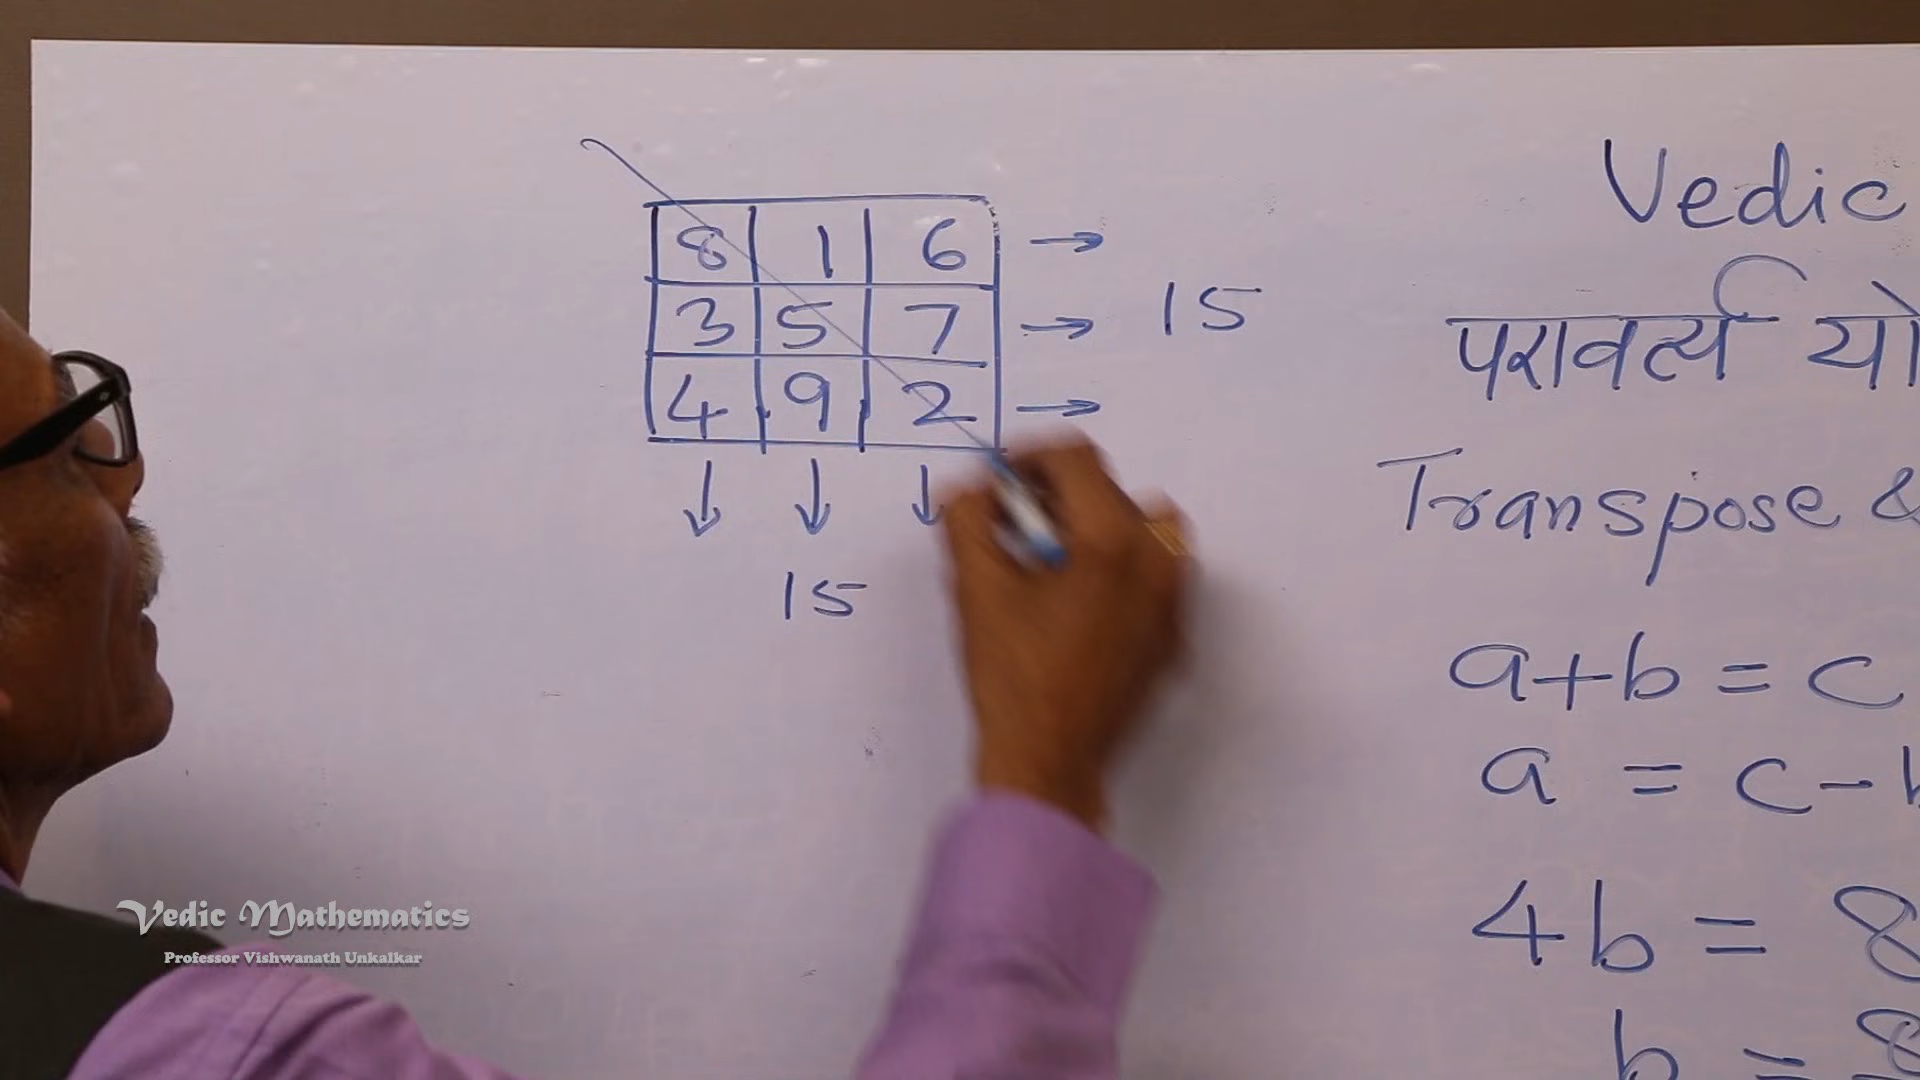 8 1 6 →
3 5 7 → 15
4 9 2 →
↓ ↓ ↓
15
Vedic
परावर्त्य
Transpose &
a+b = c
a = c -
4b = 8
b = 8
Vedic Mathematics
Professor Vishwanath Unkalkar